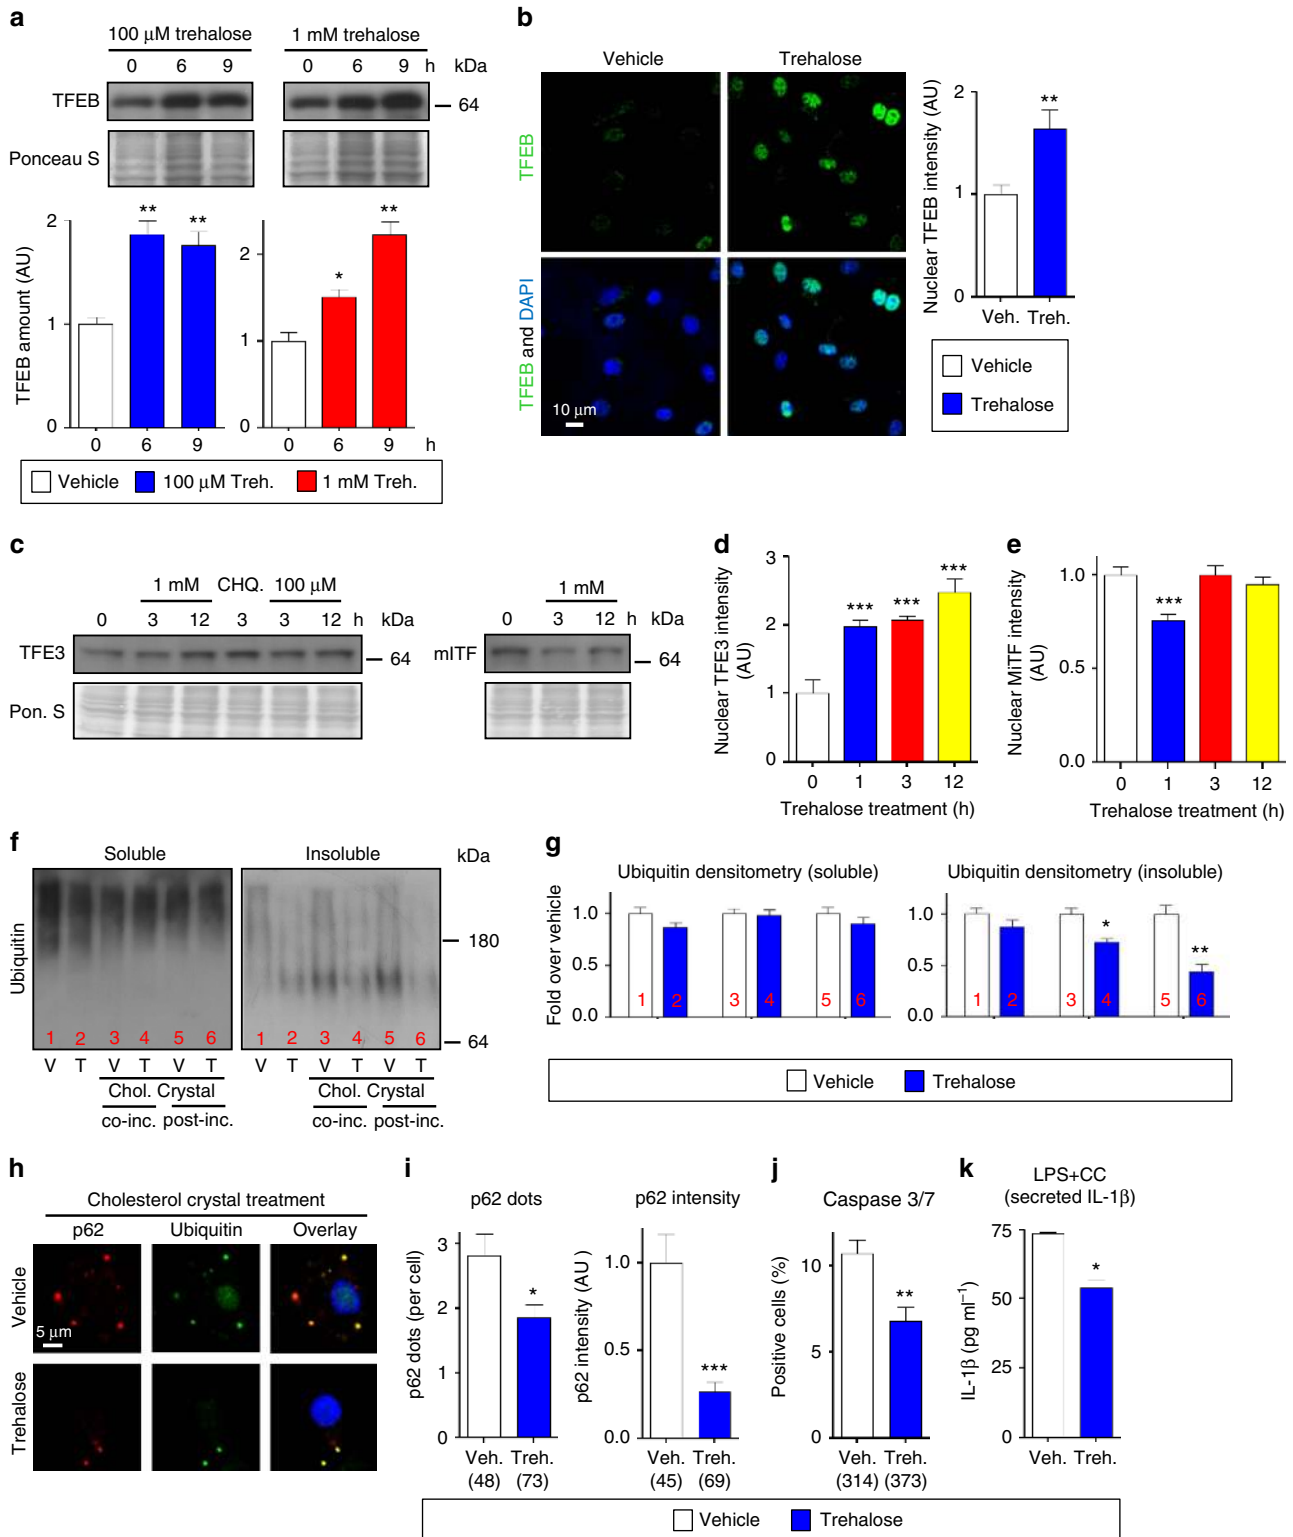 a
100 μM trehalose
1 mM trehalose
0 6 9 0 6 9 h kDa
TFEB
64
Ponceau S
TFEB amount (AU)
2
1
0
** **
0 6 9
2
1
0
* **
0 6 9 h
Vehicle 100 μM Treh. 1 mM Treh.
b
Vehicle Trehalose
TFEB
TFEB and DAPI
10 μm
Nuclear TFEB intensity (AU)
2
1
0
**
Veh. Treh.
Vehicle
Trehalose
c
1 mM CHQ. 100 μM
0 3 12 3 3 12 h kDa
TFE3
64
Pon. S
1 mM
0 3 12 h kDa
mITF
64
d
Nuclear TFE3 intensity
(AU)
3
2
1
0
*** *** ***
0 1 3 12
Trehalose treatment (h)
e
Nuclear MiTF intensity
(AU)
1.0
0.5
0.0
***
0 1 3 12
Trehalose treatment (h)
f
Soluble Insoluble kDa
Ubiquitin
180
64
1 2 3 4 5 6 1 2 3 4 5 6
V T V T V T V T V T V T
Chol. Crystal Chol. Crystal
co-inc. post-inc. co-inc. post-inc.
g
Ubiquitin densitometry (soluble)
Fold over vehicle
1.0
0.5
0.0
1 2 3 4 5 6
Ubiquitin densitometry (insoluble)
1.0
0.5
0.0
* **
1 2 3 4 5 6
Vehicle Trehalose
h
Cholesterol crystal treatment
p62 Ubiquitin Overlay
Vehicle
5 μm
Trehalose
i
p62 dots
p62 dots (per cell)
3
2
1
0
*
Veh. Treh.
(48) (73)
p62 intensity
p62 intensity (AU )
1.0
0.5
0.0
***
Veh. Treh.
(45) (69)
j
Caspase 3/7
Positive cells (%)
10
5
0
**
Veh. Treh.
(314) (373)
k
LPS+CC
(secreted IL-1β)
IL-1β (pg ml⁻¹)
75
50
25
0
*
Veh. Treh.
Vehicle Trehalose